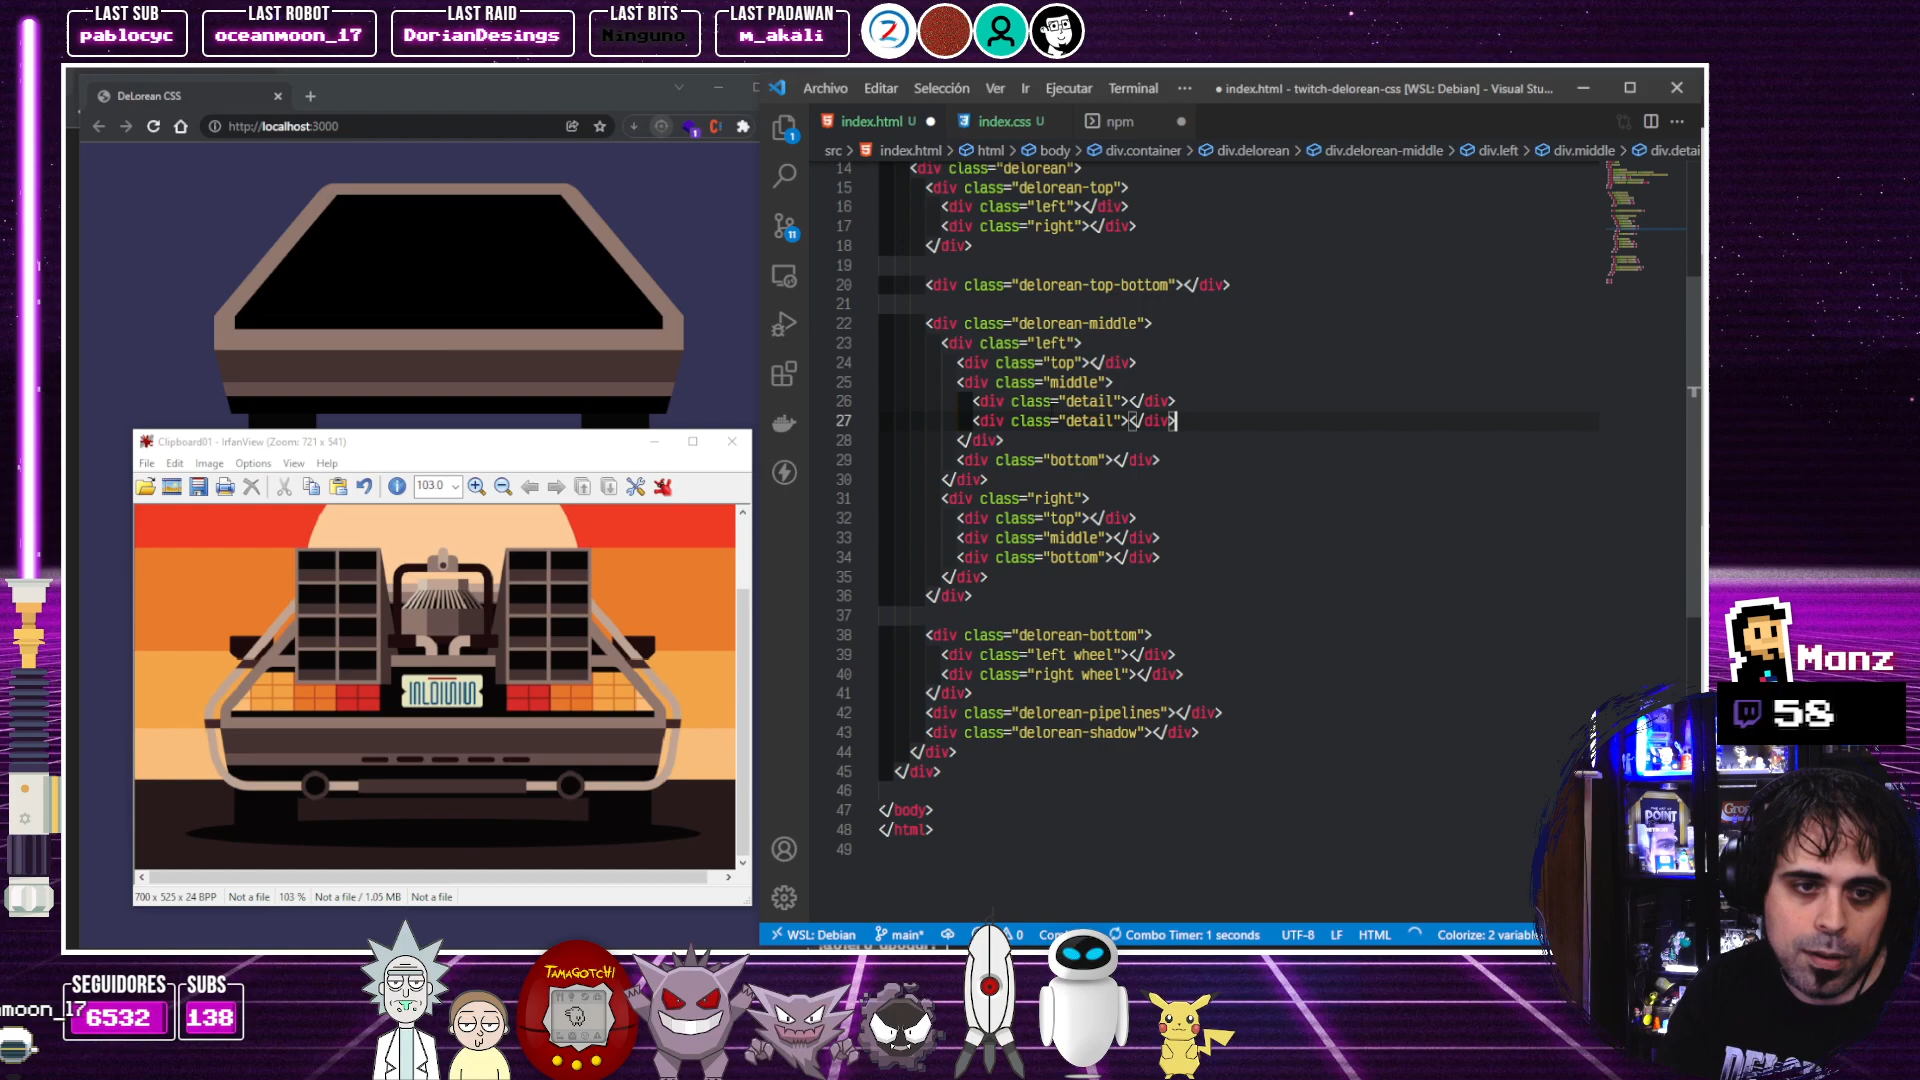 LAST SUB
pablocyc
LAST ROBOT
oceanmoon_17
LAST RAID
DorianDesings
LAST BITS
Ninguno
LAST PADAWAN
m_akali
DeLorean CSS
http://localhost:3000
Clipboard01 - IrfanView (Zoom: 721 x 541)
File Edit Image Options View Help
103.0
700 x 525 x 24 BPP Not a file 103 % Not a file / 1.05 MB Not a file
Archivo Editar Selección Ver Ir Ejecutar Terminal ··· ● index.html - twitch-delorean-css [WSL: Debian] - Visual Stu...
index.html U ● index.css U npm ●
src > index.html > html > body > div.container > div.delorean > div.delorean-middle > div.left > div.middle > div.detai
14 <div class="delorean">
15 <div class="delorean-top">
16 <div class="left"></div>
17 <div class="right"></div>
18 </div>
19
20 <div class="delorean-top-bottom"></div>
21
22 <div class="delorean-middle">
23 <div class="left">
24 <div class="top"></div>
25 <div class="middle">
26 <div class="detail"></div>
27 <div class="detail"></div>
28 </div>
29 <div class="bottom"></div>
30 </div>
31 <div class="right">
32 <div class="top"></div>
33 <div class="middle"></div>
34 <div class="bottom"></div>
35 </div>
36 </div>
37
38 <div class="delorean-bottom">
39 <div class="left wheel"></div>
40 <div class="right wheel"></div>
41 </div>
42 <div class="delorean-pipelines"></div>
43 <div class="delorean-shadow"></div>
44 </div>
45 </div>
46
47 </body>
48 </html>
49
1
11
WSL: Debian main* 0 Combo Timer: 1 seconds UTF-8 LF HTML Colorize: 2 variabl
Manz
58
SEGUIDORES
6532
SUBS
138
moon_17
TAMAGOTCHI